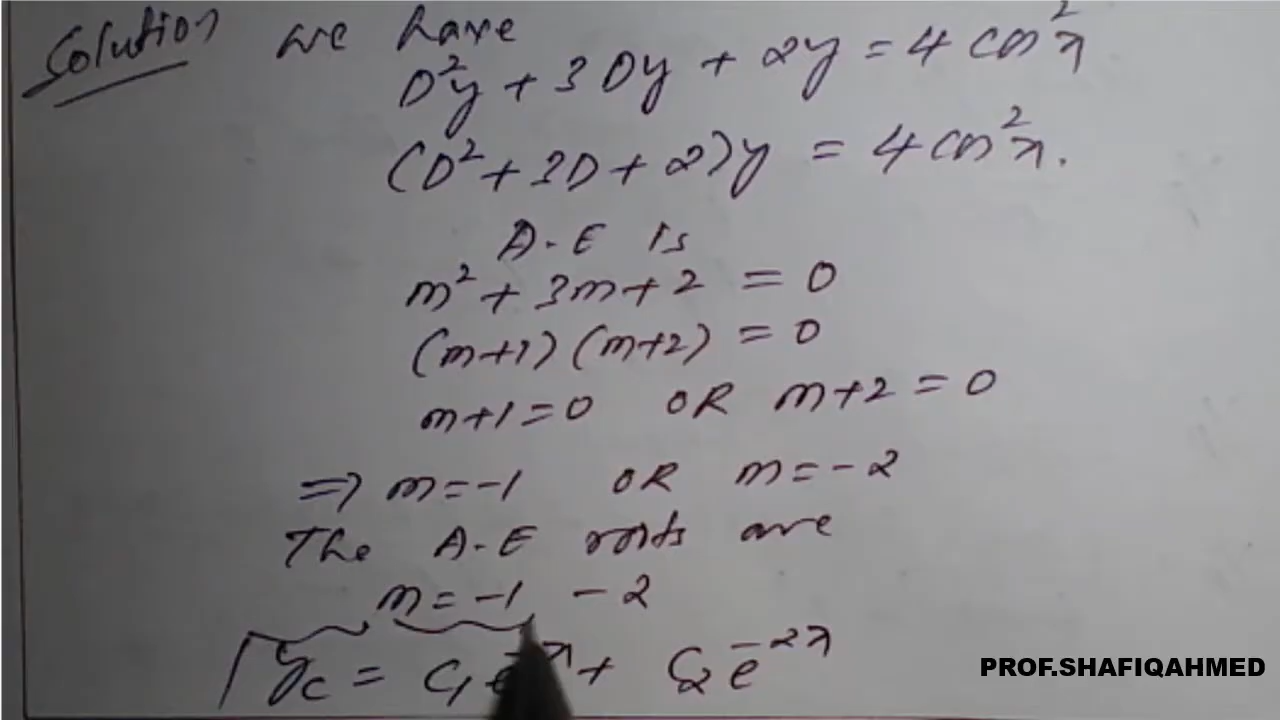 Solution we have
D²y + 3Dy + 2y = 4 cos²x
(D² + 3D + 2)y = 4 cos²x.
A.E is
m² + 3m + 2 = 0
(m+1) (m+2) = 0
m+1=0 OR m+2=0
⇒ m=-1 OR m=-2
The A.E roots are
m=-1 -2
yc = C₁e⁻ˣ + C₂e⁻²ˣ
PROF.SHAFIQAHMED